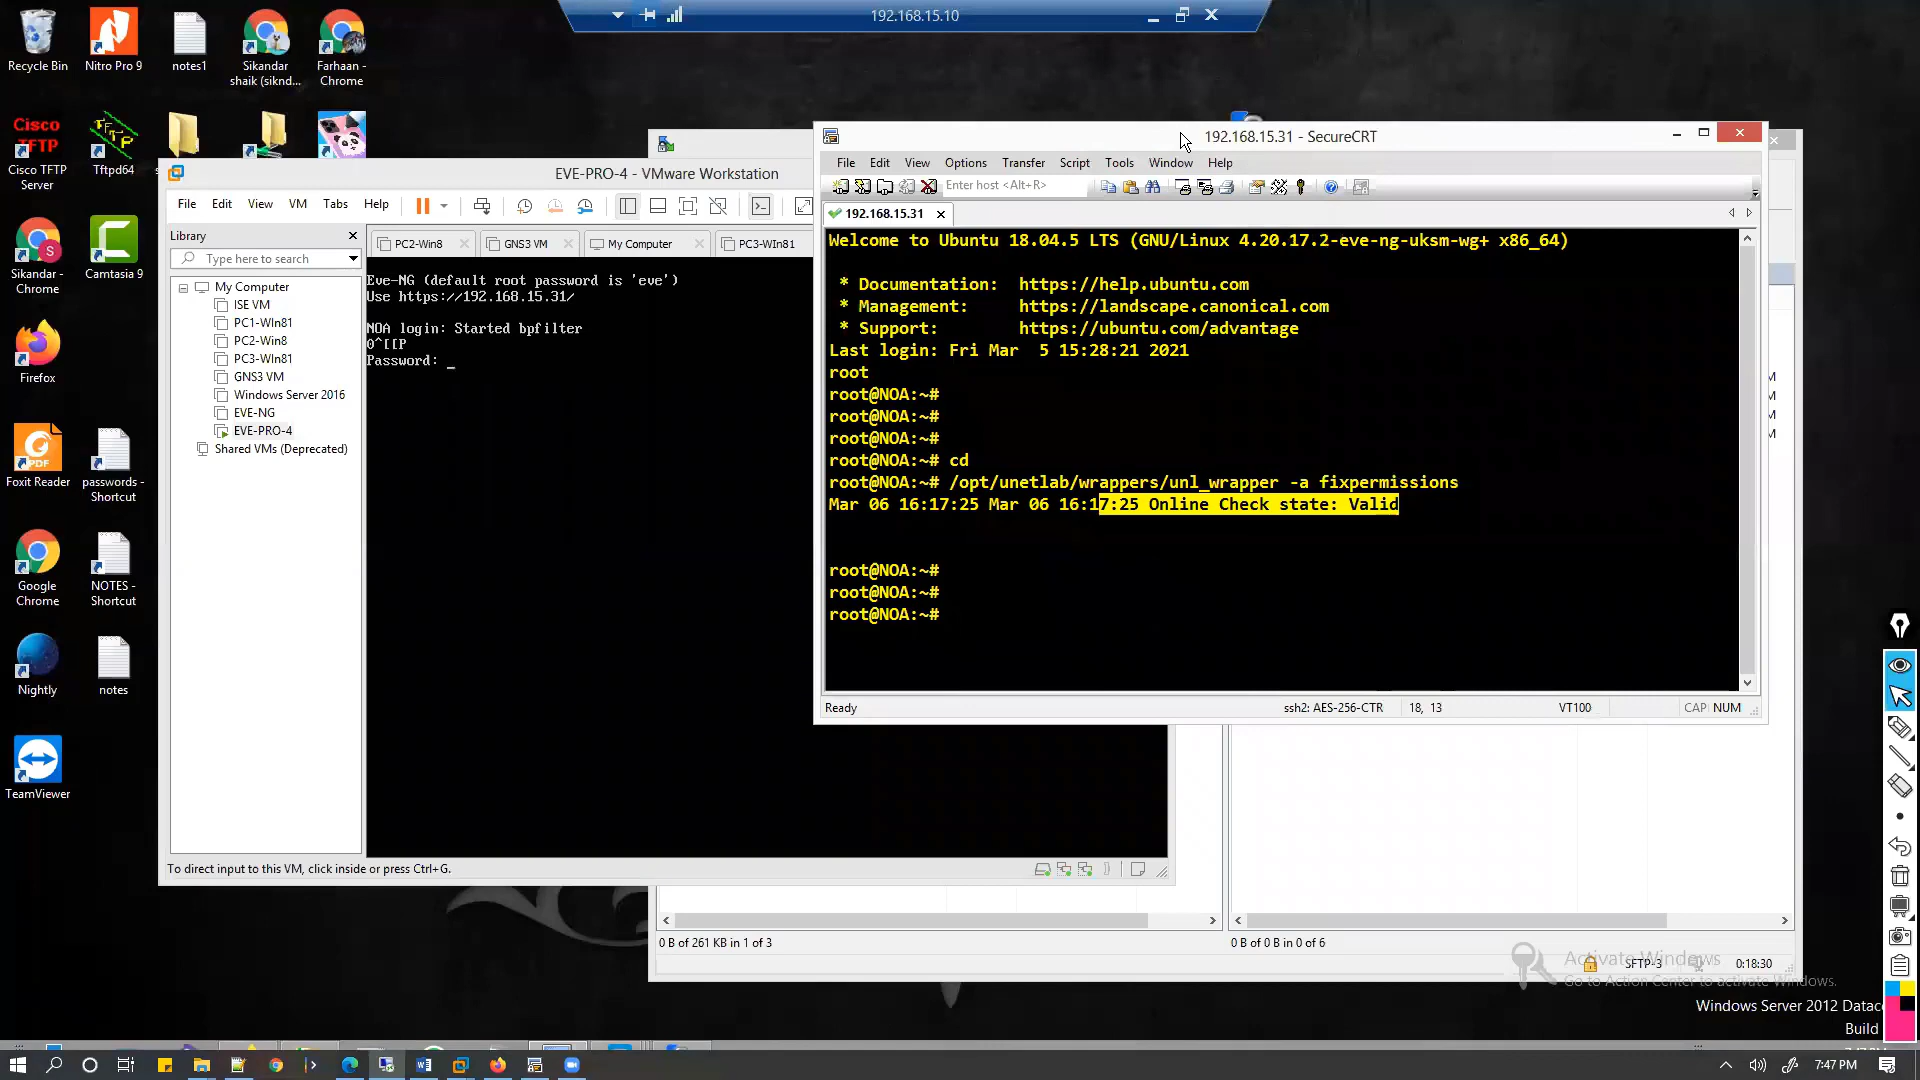 192.168.15.10
Recycle Bin
Nitro Pro 9
notes1
Sikandar
shaik (siknd...
Farhaan -
Chrome
Cisco
TFTP
Cisco TFTP
Server
Tftpd64
Sikandar -
Chrome
Camtasia 9
Firefox
Foxit Reader
passwords -
Shortcut
Google
Chrome
NOTES -
Shortcut
Nightly
notes
TeamViewer
EVE-PRO-4 - VMware Workstation
File Edit View VM Tabs Help
Library
Type here to search
My Computer
ISE VM
PC1-WIn81
PC2-Win8
PC3-WIn81
GNS3 VM
Windows Server 2016
EVE-NG
EVE-PRO-4
Shared VMs (Deprecated)
PC2-Win8 GNS3 VM My Computer PC3-WIn81
Eve-NG (default root password is 'eve')
Use https://192.168.15.31/
NOA login: Started bpfilter
0^[[P
Password: _
To direct input to this VM, click inside or press Ctrl+G.
192.168.15.31 - SecureCRT
File Edit View Options Transfer Script Tools Window Help
Enter host <Alt+R>
192.168.15.31
Welcome to Ubuntu 18.04.5 LTS (GNU/Linux 4.20.17.2-eve-ng-uksm-wg+ x86_64)
* Documentation: https://help.ubuntu.com
* Management: https://landscape.canonical.com
* Support: https://ubuntu.com/advantage
Last login: Fri Mar 5 15:28:21 2021
root
root@NOA:~#
root@NOA:~#
root@NOA:~#
root@NOA:~# cd
root@NOA:~# /opt/unetlab/wrappers/unl_wrapper -a fixpermissions
Mar 06 16:17:25 Mar 06 16:17:25 Online Check state: Valid
root@NOA:~#
root@NOA:~#
root@NOA:~#
Ready
ssh2: AES-256-CTR 18, 13 VT100 CAP NUM
0 B of 261 KB in 1 of 3
0 B of 0 B in 0 of 6
SFTP-3 0:18:30
Activate Windows
Go to Action Center to activate Windows.
Windows Server 2012 Datac
Build
7:47 PM